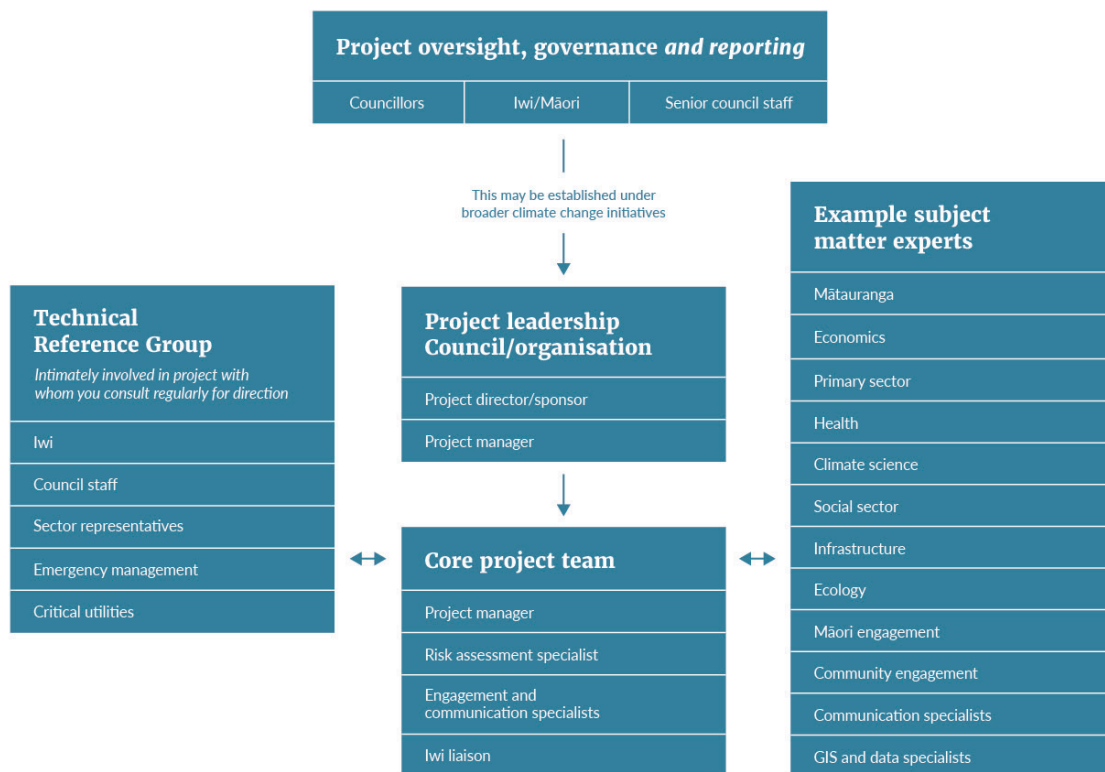 Project oversight, governance and reporting
Councillors
Iwi/Māori
Senior council staff
This may be established under
broader climate change initiatives
Technical
Reference Group
Intimately involved in project with
whom you consult regularly for direction
Iwi
Council staff
Sector representatives
Emergency management
Critical utilities
Project leadership
Council/organisation
Project director/sponsor
Project manager
Core project team
Project manager
Risk assessment specialist
Engagement and
communication specialists
Iwi liaison
Example subject
matter experts
Mātauranga
Economics
Primary sector
Health
Climate science
Social sector
Infrastructure
Ecology
Māori engagement
Community engagement
Communication specialists
GIS and data specialists